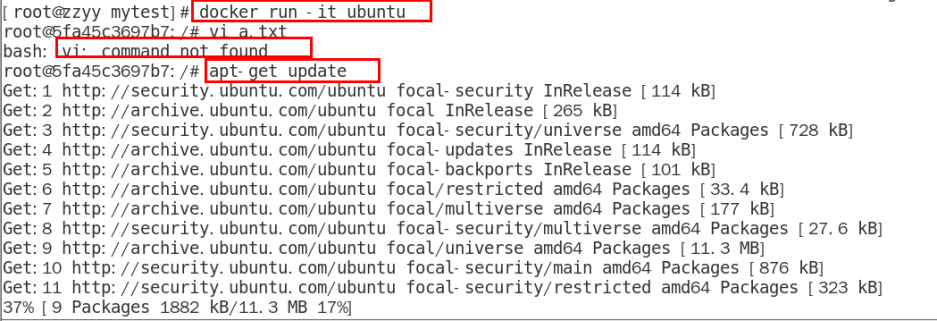 [root@zzyy mytest]# docker run -it ubuntu
root@5fa45c3697b7:/# vi a.txt
bash: vi: command not found
root@5fa45c3697b7:/# apt-get update
Get:1 http://security.ubuntu.com/ubuntu focal-security InRelease [114 kB]
Get:2 http://archive.ubuntu.com/ubuntu focal InRelease [265 kB]
Get:3 http://security.ubuntu.com/ubuntu focal-security/universe amd64 Packages [728 kB]
Get:4 http://archive.ubuntu.com/ubuntu focal-updates InRelease [114 kB]
Get:5 http://archive.ubuntu.com/ubuntu focal-backports InRelease [101 kB]
Get:6 http://archive.ubuntu.com/ubuntu focal/restricted amd64 Packages [33.4 kB]
Get:7 http://archive.ubuntu.com/ubuntu focal/multiverse amd64 Packages [177 kB]
Get:8 http://security.ubuntu.com/ubuntu focal-security/multiverse amd64 Packages [27.6 kB]
Get:9 http://archive.ubuntu.com/ubuntu focal/universe amd64 Packages [11.3 MB]
Get:10 http://security.ubuntu.com/ubuntu focal-security/main amd64 Packages [876 kB]
Get:11 http://security.ubuntu.com/ubuntu focal-security/restricted amd64 Packages [323 kB]
37% [9 Packages 1882 kB/11.3 MB 17%]